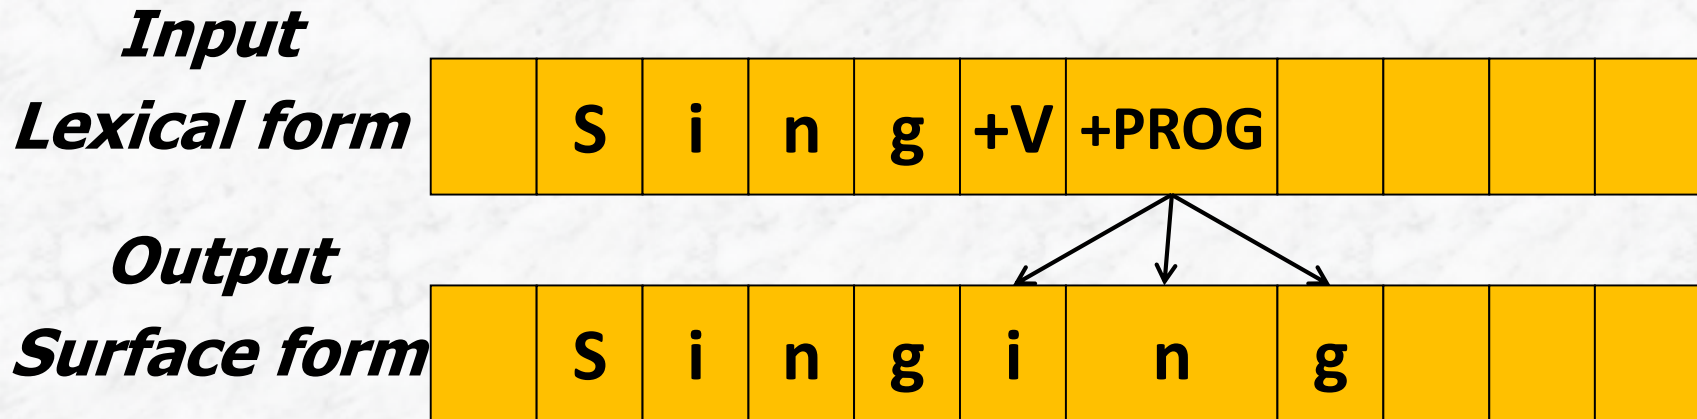 Input
Lexical form
S i n g +V +PROG
Output
Surface form
S i n g i n g